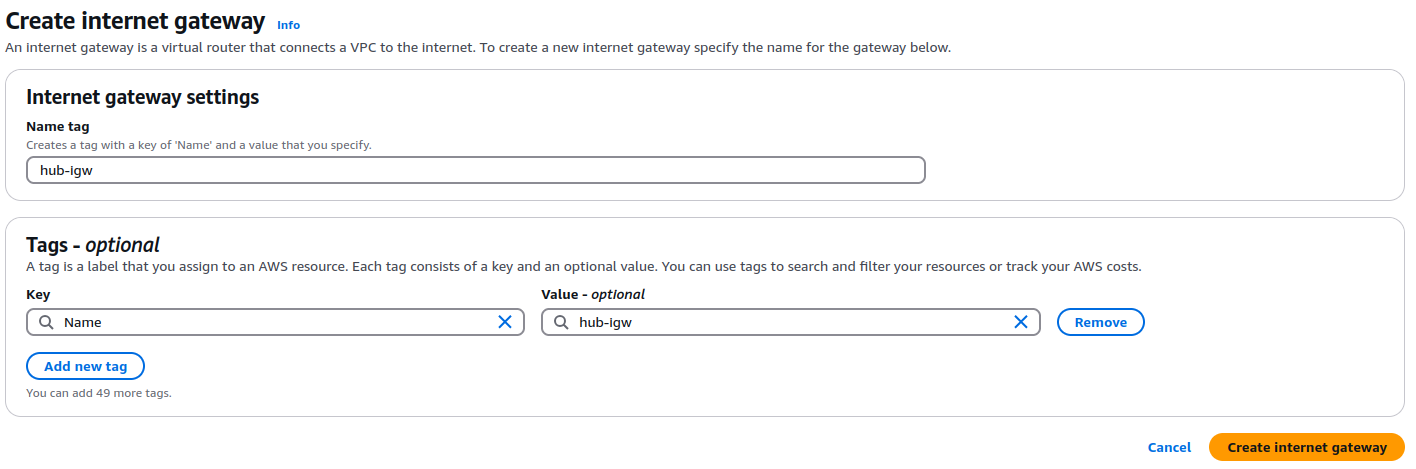 Create internet gateway Info
An internet gateway is a virtual router that connects a VPC to the internet. To create a new internet gateway specify the name for the gateway below.
Internet gateway settings
Name tag
Creates a tag with a key of 'Name' and a value that you specify.
hub-igw
Tags - optional
A tag is a label that you assign to an AWS resource. Each tag consists of a key and an optional value. You can use tags to search and filter your resources or track your AWS costs.
Key Value - optional
Name hub-igw Remove
Add new tag
You can add 49 more tags.
Cancel Create internet gateway